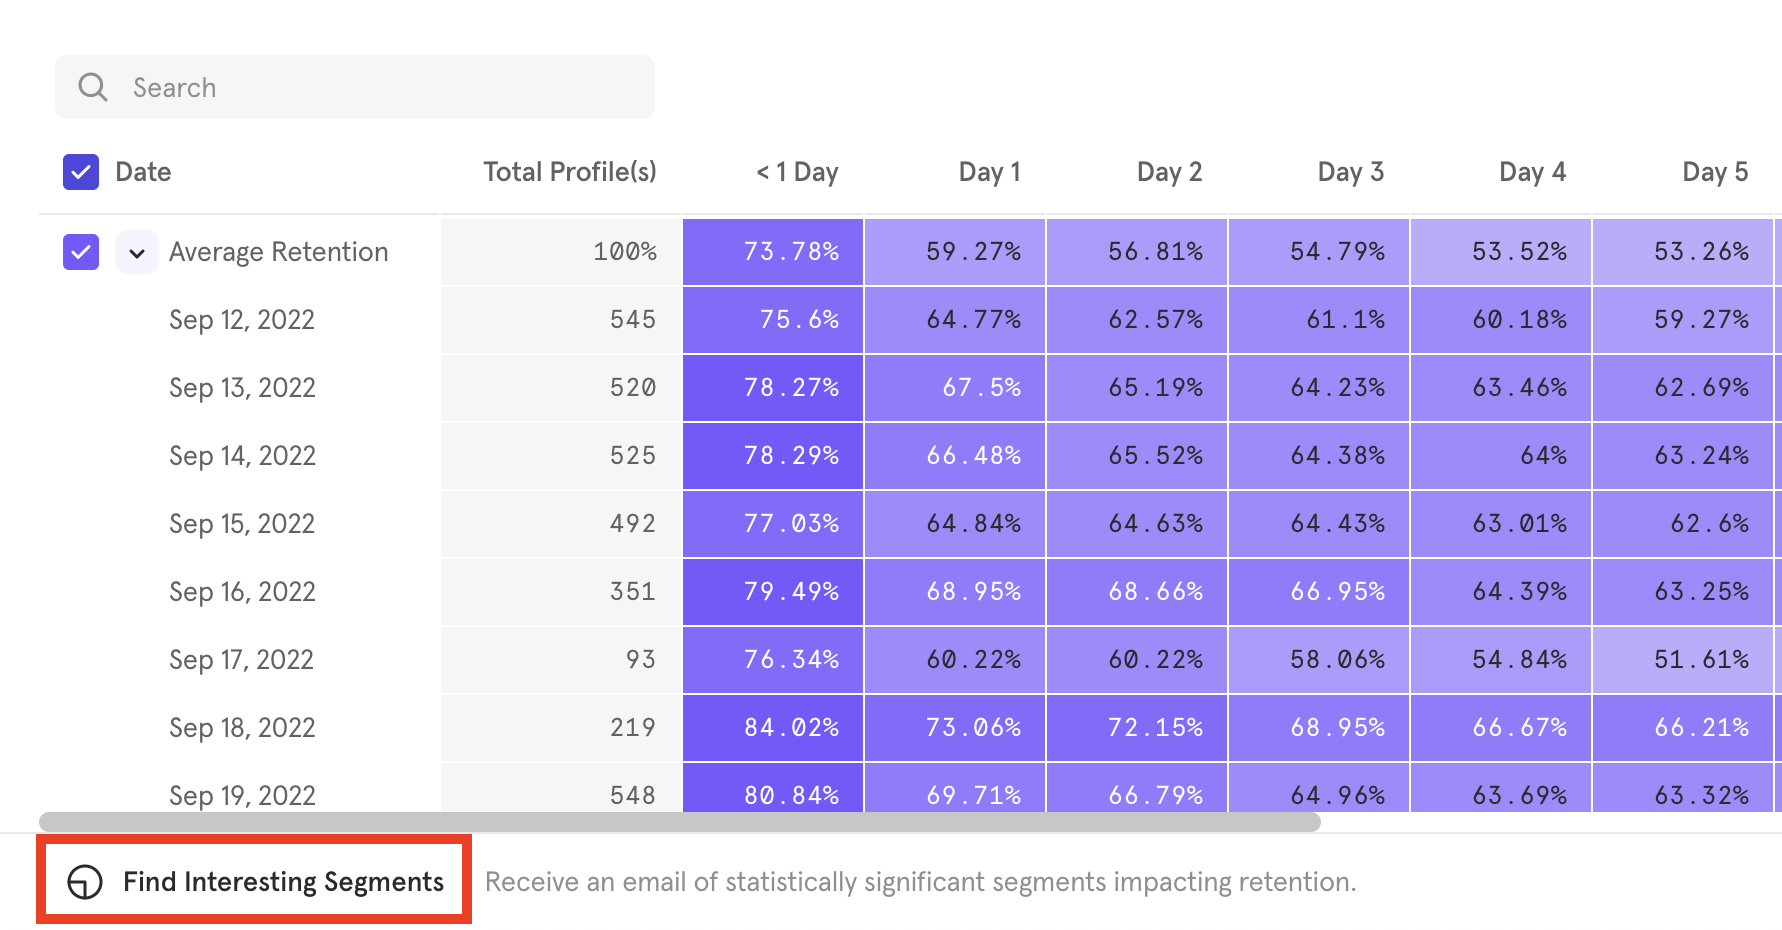 Search
Date Total Profile(s) < 1 Day Day 1 Day 2 Day 3 Day 4 Day 5
Average Retention 100% 73.78% 59.27% 56.81% 54.79% 53.52% 53.26%
Sep 12, 2022 545 75.6% 64.77% 62.57% 61.1% 60.18% 59.27%
Sep 13, 2022 520 78.27% 67.5% 65.19% 64.23% 63.46% 62.69%
Sep 14, 2022 525 78.29% 66.48% 65.52% 64.38% 64% 63.24%
Sep 15, 2022 492 77.03% 64.84% 64.63% 64.43% 63.01% 62.6%
Sep 16, 2022 351 79.49% 68.95% 68.66% 66.95% 64.39% 63.25%
Sep 17, 2022 93 76.34% 60.22% 60.22% 58.06% 54.84% 51.61%
Sep 18, 2022 219 84.02% 73.06% 72.15% 68.95% 66.67% 66.21%
Sep 19, 2022 548 80.84% 69.71% 66.79% 64.96% 63.69% 63.32%
Find Interesting Segments Receive an email of statistically significant segments impacting retention.